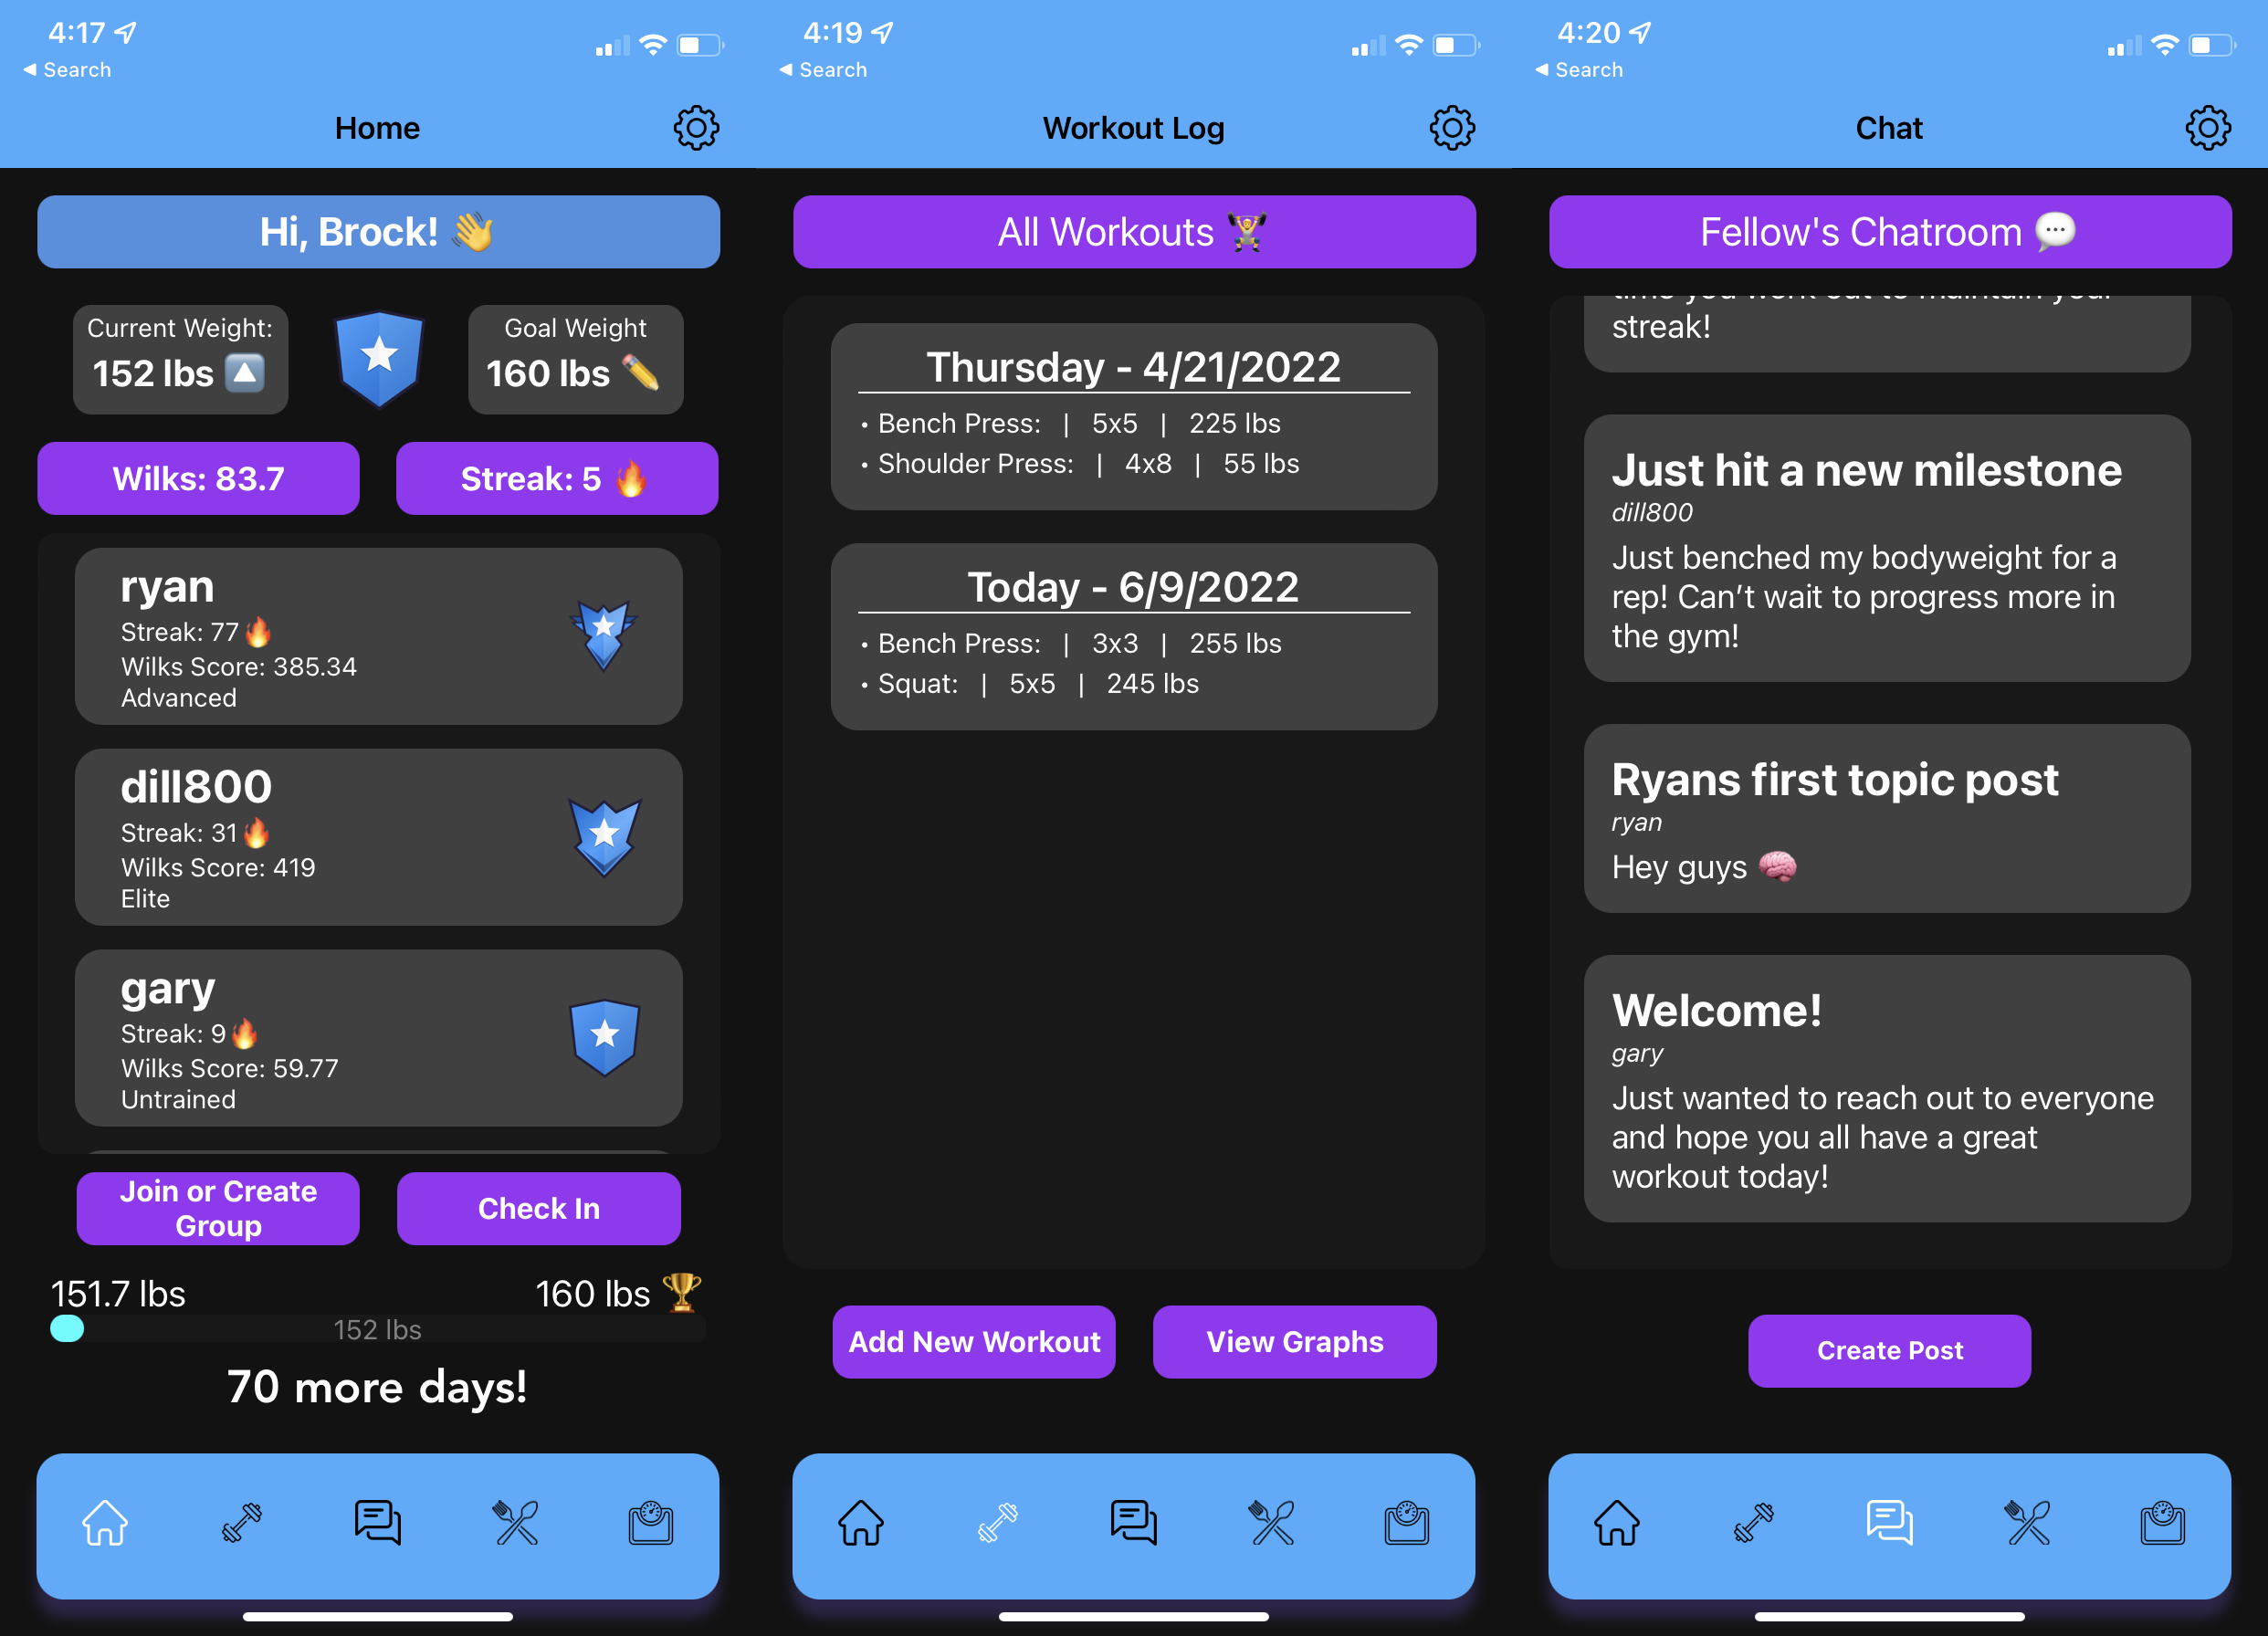 4:17
◀ Search
Home
Hi, Brock! 👋
Current Weight:
152 lbs 🔼
Goal Weight
160 lbs ✏️
Wilks: 83.7
Streak: 5 🔥
ryan
Streak: 77🔥
Wilks Score: 385.34
Advanced
dill800
Streak: 31🔥
Wilks Score: 419
Elite
gary
Streak: 9🔥
Wilks Score: 59.77
Untrained
Join or Create
Group
Check In
151.7 lbs
160 lbs 🏆
152 lbs
70 more days!
4:19
◀ Search
Workout Log
All Workouts 🏋️
Thursday - 4/21/2022
• Bench Press: | 5x5 | 225 lbs
• Shoulder Press: | 4x8 | 55 lbs
Today - 6/9/2022
• Bench Press: | 3x3 | 255 lbs
• Squat: | 5x5 | 245 lbs
Add New Workout
View Graphs
4:20
◀ Search
Chat
Fellow's Chatroom 💬
time you work out to maintain your
streak!
Just hit a new milestone
dill800
Just benched my bodyweight for a
rep! Can’t wait to progress more in
the gym!
Ryans first topic post
ryan
Hey guys 🧠
Welcome!
gary
Just wanted to reach out to everyone
and hope you all have a great
workout today!
Create Post